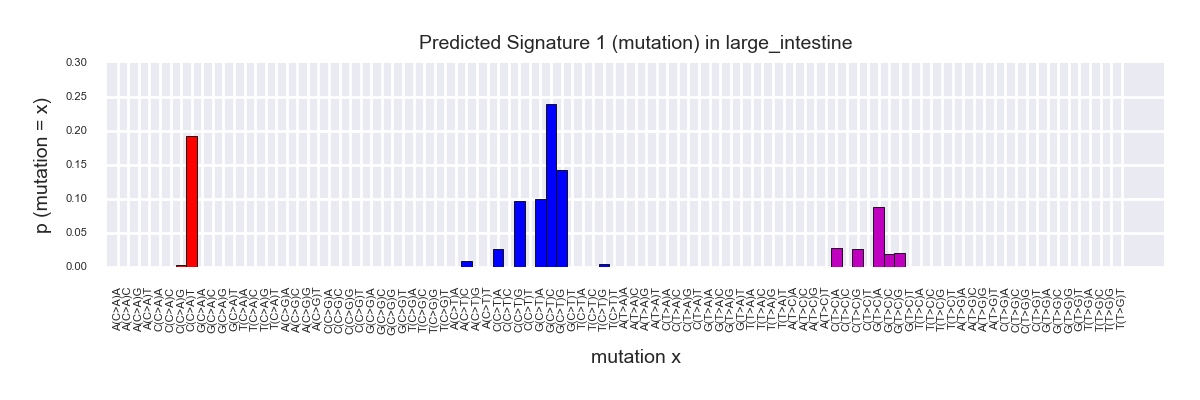 Predicted Signature 1 (mutation) in large_intestine
0.30
0.25
0.20
0.15
0.10
0.05
0.00
p (mutation = x)
A(C>A)A
A(C>A)C
A(C>A)G
A(C>A)T
C(C>A)A
C(C>A)C
C(C>A)G
C(C>A)T
G(C>A)A
G(C>A)C
G(C>A)G
G(C>A)T
T(C>A)A
T(C>A)C
T(C>A)G
T(C>A)T
A(C>G)A
A(C>G)C
A(C>G)G
A(C>G)T
C(C>G)A
C(C>G)C
C(C>G)G
C(C>G)T
G(C>G)A
G(C>G)C
G(C>G)G
G(C>G)T
T(C>G)A
T(C>G)C
T(C>G)G
T(C>G)T
A(C>T)A
A(C>T)C
A(C>T)G
A(C>T)T
C(C>T)A
C(C>T)C
C(C>T)G
C(C>T)T
G(C>T)A
G(C>T)C
G(C>T)G
G(C>T)T
T(C>T)A
T(C>T)C
T(C>T)G
T(C>T)T
A(T>A)A
A(T>A)C
A(T>A)G
A(T>A)T
C(T>A)A
C(T>A)C
C(T>A)G
C(T>A)T
G(T>A)A
G(T>A)C
G(T>A)G
G(T>A)T
T(T>A)A
T(T>A)C
T(T>A)G
T(T>A)T
A(T>C)A
A(T>C)C
A(T>C)G
A(T>C)T
C(T>C)A
C(T>C)C
C(T>C)G
C(T>C)T
G(T>C)A
G(T>C)C
G(T>C)G
G(T>C)T
T(T>C)A
T(T>C)C
T(T>C)G
T(T>C)T
A(T>G)A
A(T>G)C
A(T>G)G
A(T>G)T
C(T>G)A
C(T>G)C
C(T>G)G
C(T>G)T
G(T>G)A
G(T>G)C
G(T>G)G
G(T>G)T
T(T>G)A
T(T>G)C
T(T>G)G
T(T>G)T
mutation x